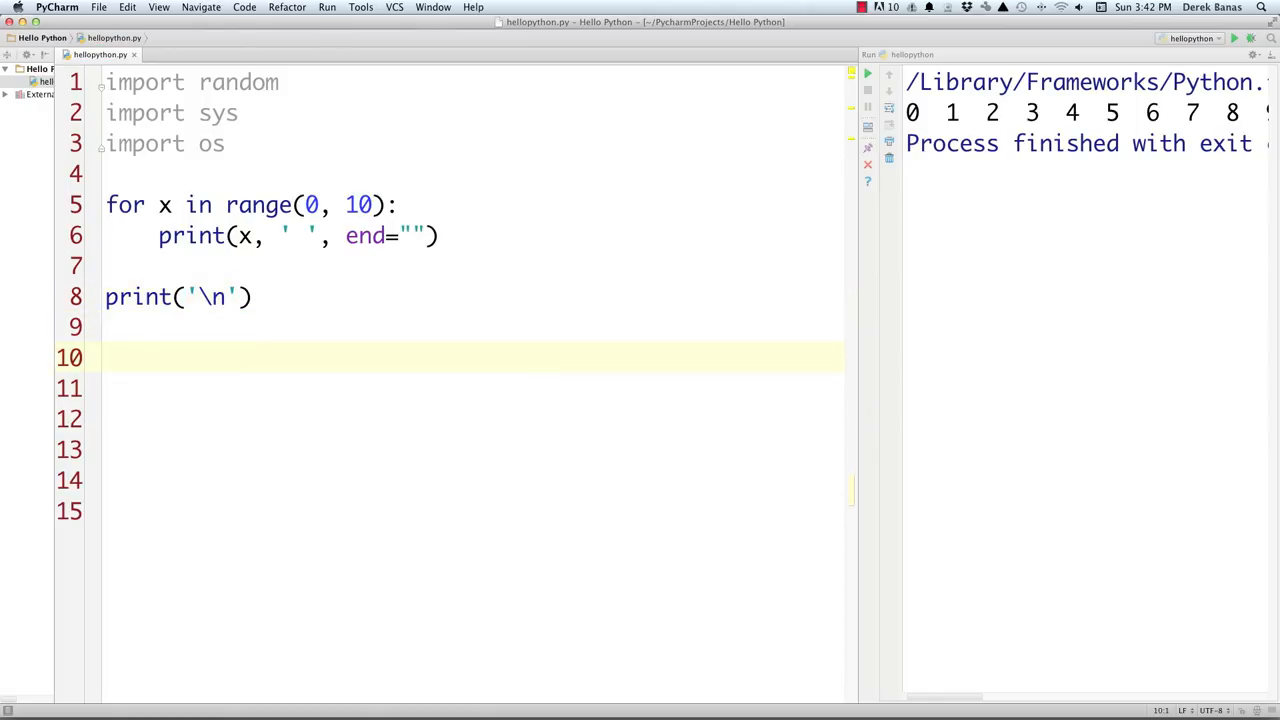 PyCharm File Edit View Navigate Code Refactor Run Tools VCS Window Help 10 Sun 3:42 PM Derek Banas
hellopython.py - Hello Python - [~/PycharmProjects/Hello Python]
Hello Python hellopython.py hellopython
hellopython.py Run hellopython
Hello P
hell
Externa
1 import random
2 import sys
3 import os
4
5 for x in range(0, 10):
6 print(x, ' ', end="")
7
8 print('\n')
9
10
11
12
13
14
15
/Library/Frameworks/Python.
0 1 2 3 4 5 6 7 8
Process finished with exit
10:1 LF UTF-8